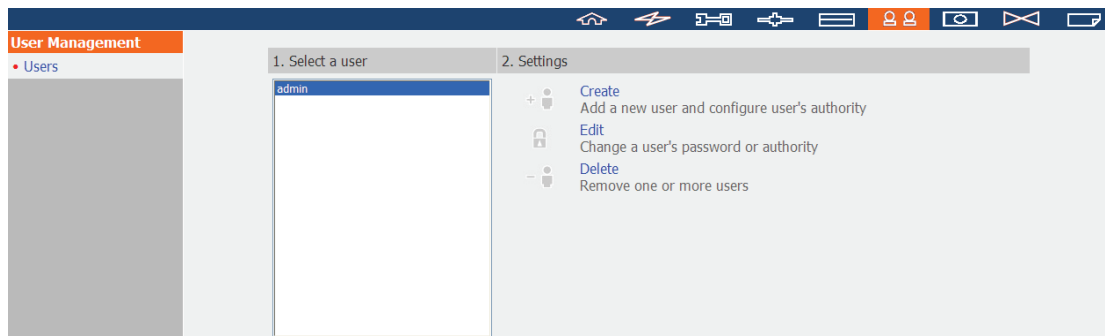 User Management
• Users
1. Select a user
2. Settings
admin
Create
Add a new user and configure user's authority
Edit
Change a user's password or authority
Delete
Remove one or more users